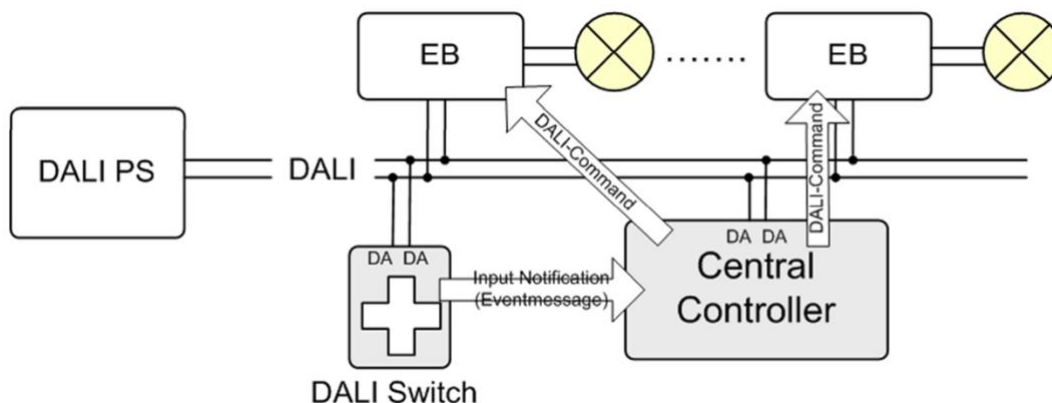 EB
EB
.......
DALI PS
DALI
DALI-Command
DALI-Command
DA DA
DA DA
Input Notification
(Eventmessage)
Central
Controller
DALI Switch